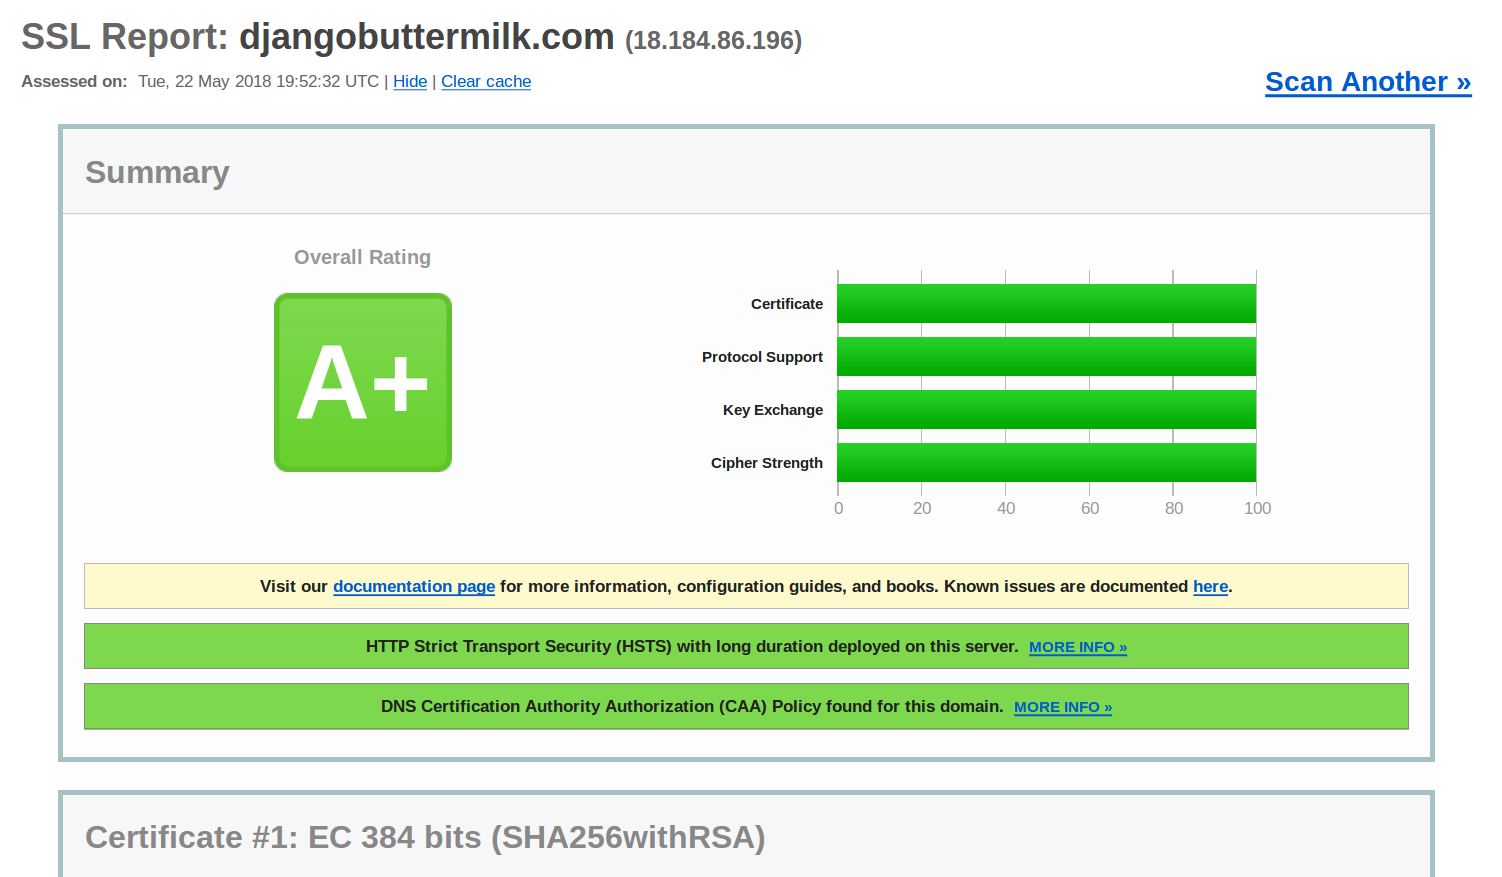 SSL Report: djangobuttermilk.com (18.184.86.196)
Assessed on: Tue, 22 May 2018 19:52:32 UTC | Hide | Clear cache
Scan Another »
Summary
Overall Rating
A+
Certificate
Protocol Support
Key Exchange
Cipher Strength
0 20 40 60 80 100
Visit our documentation page for more information, configuration guides, and books. Known issues are documented here.
HTTP Strict Transport Security (HSTS) with long duration deployed on this server. MORE INFO »
DNS Certification Authority Authorization (CAA) Policy found for this domain. MORE INFO »
Certificate #1: EC 384 bits (SHA256withRSA)